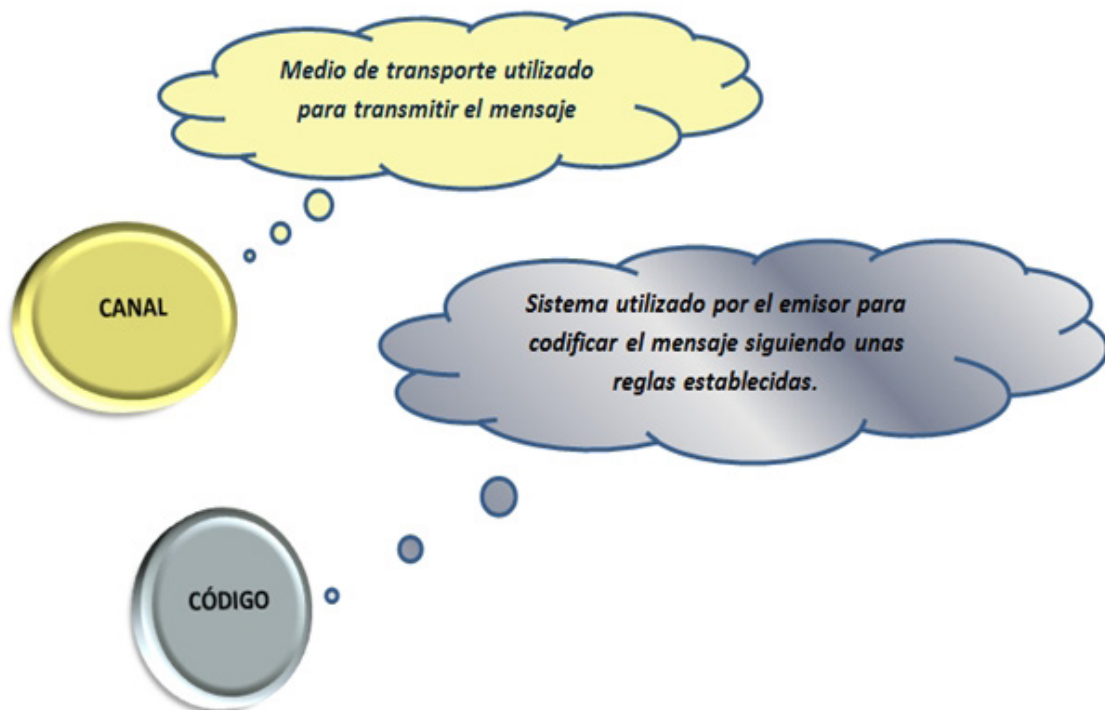 Medio de transporte utilizado
para transmitir el mensaje
CANAL
Sistema utilizado por el emisor para
codificar el mensaje siguiendo unas
reglas establecidas.
CÓDIGO